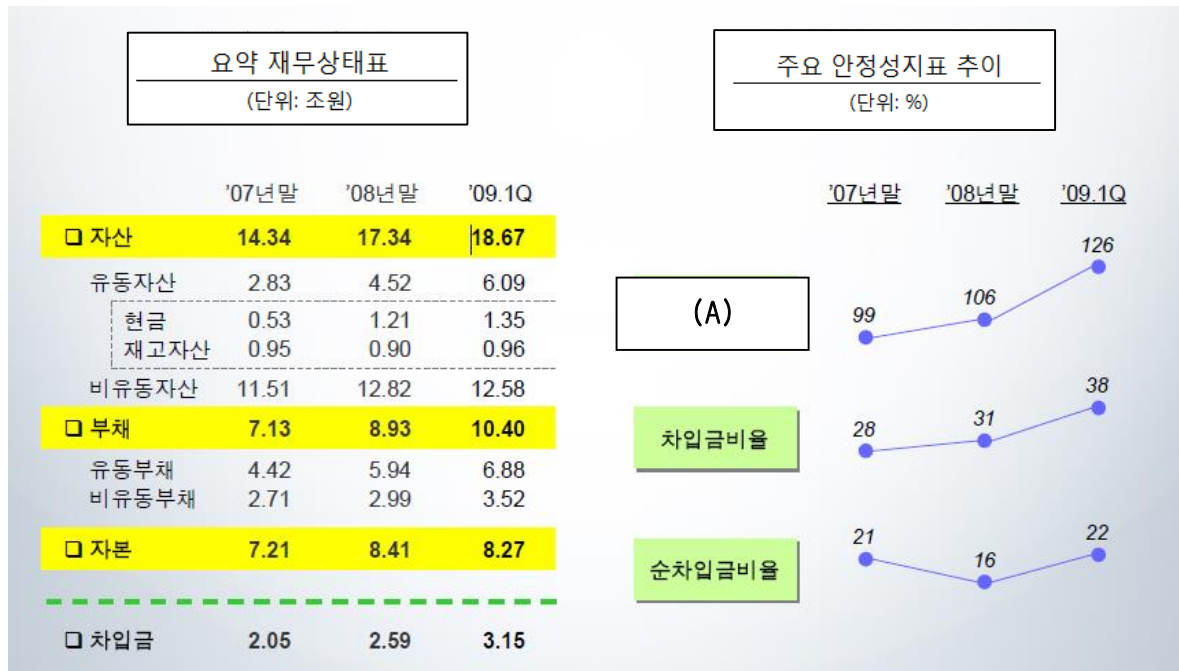 요약 재무상태표
(단위: 조원)
주요 안정성지표 추이
(단위: %)
'07년말 '08년말 '09.1Q
❑ 자산 14.34 17.34 18.67
유동자산 2.83 4.52 6.09
현금 0.53 1.21 1.35
재고자산 0.95 0.90 0.96
비유동자산 11.51 12.82 12.58
❑ 부채 7.13 8.93 10.40
유동부채 4.42 5.94 6.88
비유동부채 2.71 2.99 3.52
❑ 자본 7.21 8.41 8.27
❑ 차입금 2.05 2.59 3.15
'07년말 '08년말 '09.1Q
(A) 99 106 126
차입금비율 28 31 38
순차입금비율 21 16 22